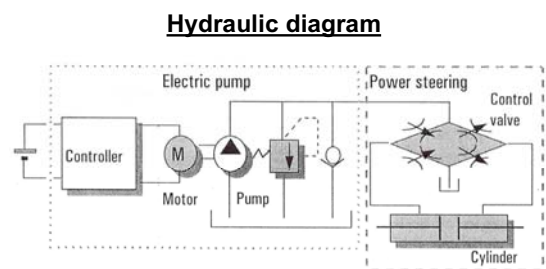 Hydraulic diagram
Electric pump
Power steering
Control
valve
Controller
M
Motor
Pump
Cylinder